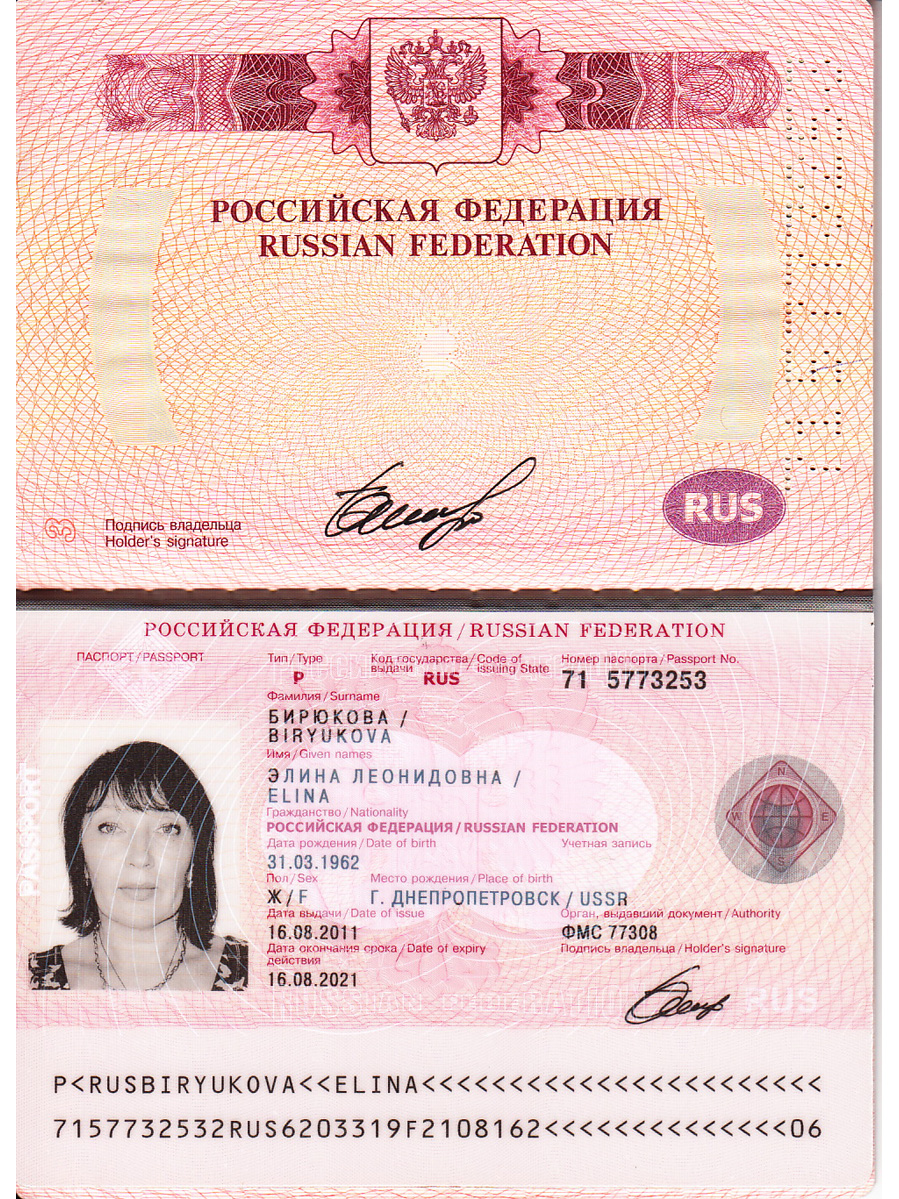 РОССИЙСКАЯ ФЕДЕРАЦИЯ
RUSSIAN FEDERATION
RUS
Подпись владельца
Holder's signature
РОССИЙСКАЯ ФЕДЕРАЦИЯ/RUSSIAN FEDERATION
ПАСПОРТ/PASSPORT
Тип/Type
Код государства/Code of
выдачи issuing State
Номер паспорта/Passport No.
P
RUS
71 5773253
Фамилия/Surname
БИРЮКОВА /
BIRYUKOVA
Имя/Given names
ЭЛИНА ЛЕОНИДОВНА /
ELINA
Гражданство/Nationality
РОССИЙСКАЯ ФЕДЕРАЦИЯ/RUSSIAN FEDERATION
Дата рождения/Date of birth
Учетная запись
31.03.1962
Пол/Sex
Место рождения/Place of birth
Ж/F
Г. ДНЕПРОПЕТРОВСК/USSR
Дата выдачи/Date of issue
Орган, выдавший документ/Authority
16.08.2011
ФМС 77308
Дата окончания срока/Date of expiry
действия
Подпись владельца/Holder's signature
16.08.2021
PASSPORT
N
W E
S
RUS
P<RUSBIRYUKOVA<<ELINA<<<<<<<<<<<<<<<<<<<<<<<
7157732532RUS6203319F2108162<<<<<<<<<<<<<<06